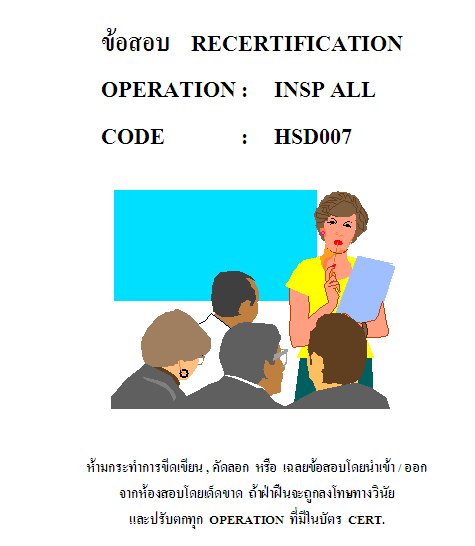 ข้อสอบ RECERTIFICATION
OPERATION : INSP ALL
CODE : HSD007
ห้ามกระทำการขีดเขียน , คัดลอก หรือ เฉลยข้อสอบโดยนำเข้า / ออก
จากห้องสอบโดยเด็ดขาด ถ้าฝ่าฝืนจะถูกลงโทษทางวินัย
และปรับตกทุก OPERATION ที่มีในบัตร CERT.